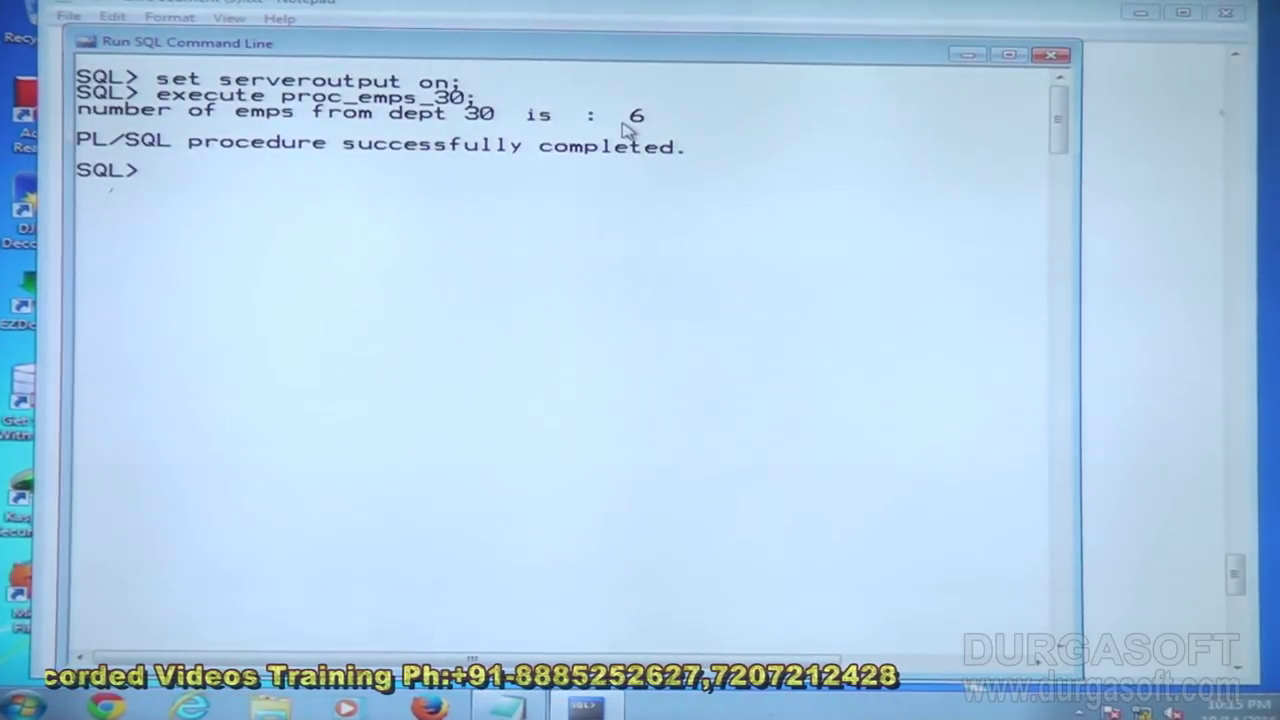 File Edit Format View Help
Run SQL Command Line
SQL> set serveroutput on;
SQL> execute proc_emps_30;
number of emps from dept 30 is : 6
PL/SQL procedure successfully completed.
SQL>
DURGASOFT
corded Videos Training Ph:+91-8885252627,7207212428
www.durgasoft.com